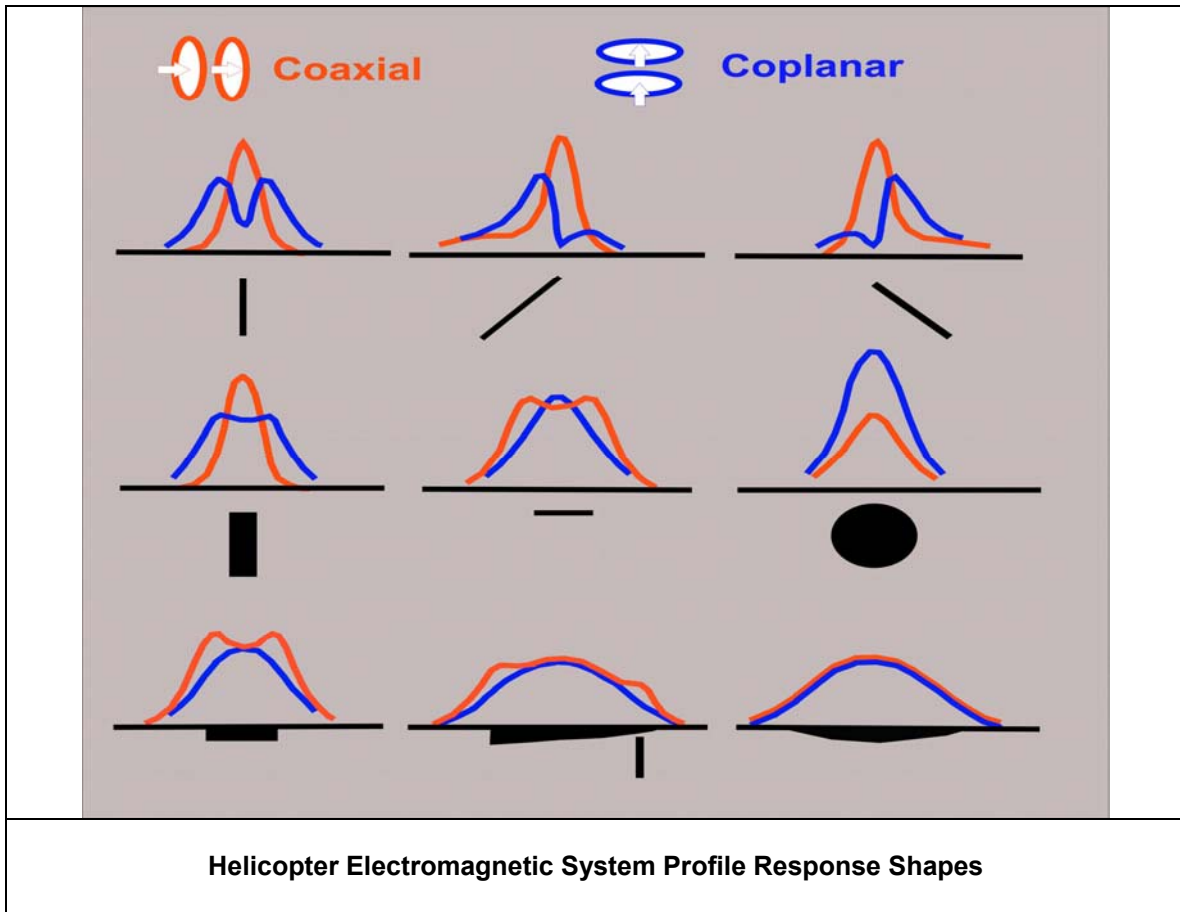 Coaxial
Coplanar
Helicopter Electromagnetic System Profile Response Shapes